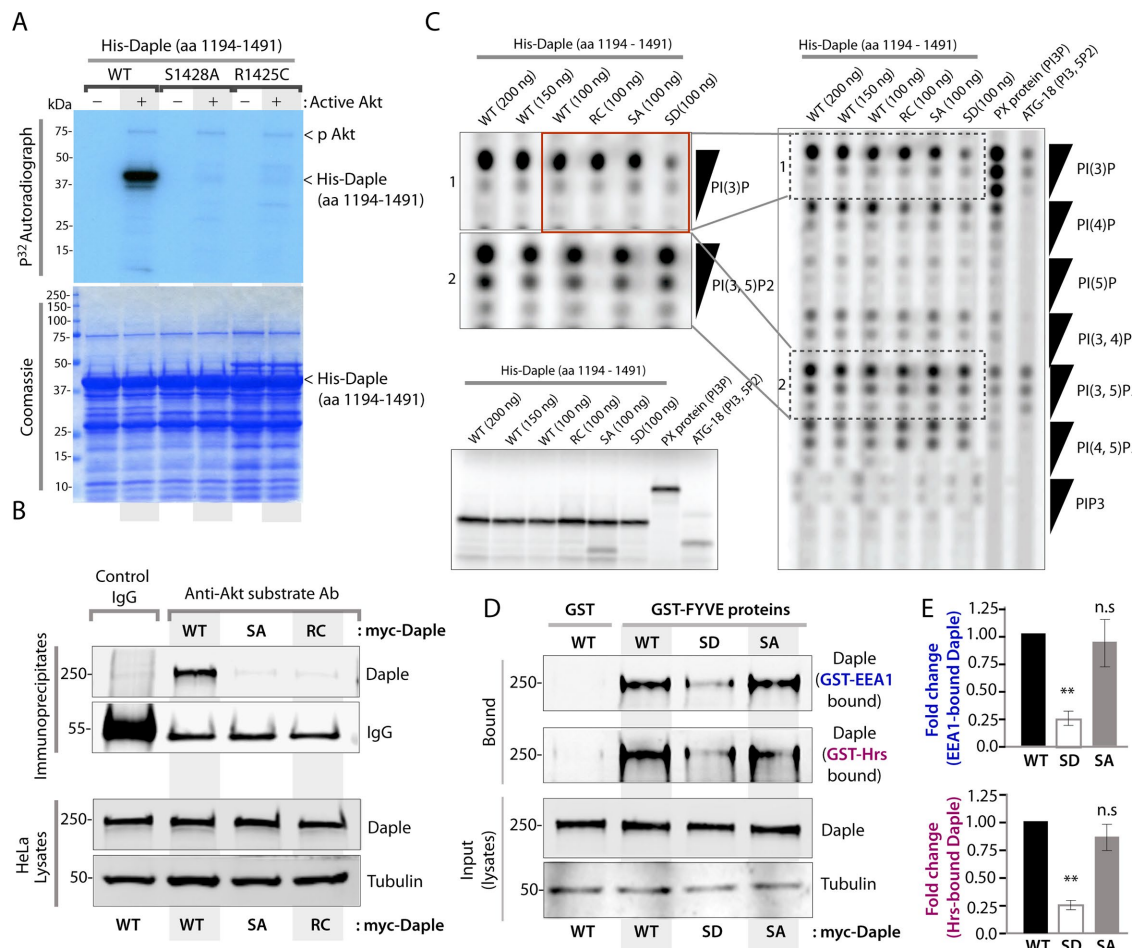 A
His-Daple (aa 1194-1491)
WT S1428A R1425C
kDa − + − + − + : Active Akt
P32 Autoradiograph
75-
50-
37-
25-
15-
< p Akt
< His-Daple
(aa 1194-1491)
Coomassie
250-
150-
100-
75-
50-
37-
25-
15-
10-
< His-Daple
(aa 1194-1491)
B
Control
IgG
Anti-Akt substrate Ab
WT SA RC : myc-Daple
Immunoprecipitates
250- Daple
55- IgG
HeLa
Lysates
250- Daple
50- Tubulin
WT WT SA RC : myc-Daple
C
His-Daple (aa 1194 - 1491)
WT (200 ng)
WT (150 ng)
WT (100 ng)
RC (100 ng)
SA (100 ng)
SD(100 ng)
1 PI(3)P
2 PI(3, 5)P2
His-Daple (aa 1194 - 1491)
WT (200 ng)
WT (150 ng)
WT (100 ng)
RC (100 ng)
SA (100 ng)
SD(100 ng)
PX protein (PI3P)
ATG-18 (PI3, 5P2)
His-Daple (aa 1194 - 1491)
WT (200 ng)
WT (150 ng)
WT (100 ng)
RC (100 ng)
SA (100 ng)
SD(100 ng)
PX protein (PI3P)
ATG-18 (PI3, 5P2)
1
2
PI(3)P
PI(4)P
PI(5)P
PI(3, 4)P
PI(3, 5)P
PI(4, 5)P
PIP3
D
GST GST-FYVE proteins
WT WT SD SA
Bound
250-
Daple
(GST-EEA1
bound)
250-
Daple
(GST-Hrs
bound)
Input
(lysates)
250- Daple
50- Tubulin
WT WT SD SA : myc-Daple
E
Fold change
(EEA1-bound Daple)
1.25
1.00
0.75
0.50
0.25
0.0
**
n.s
WT SD SA
Fold change
(Hrs-bound Daple)
1.25
1.00
0.75
0.50
0.25
0.0
**
n.s
WT SD SA